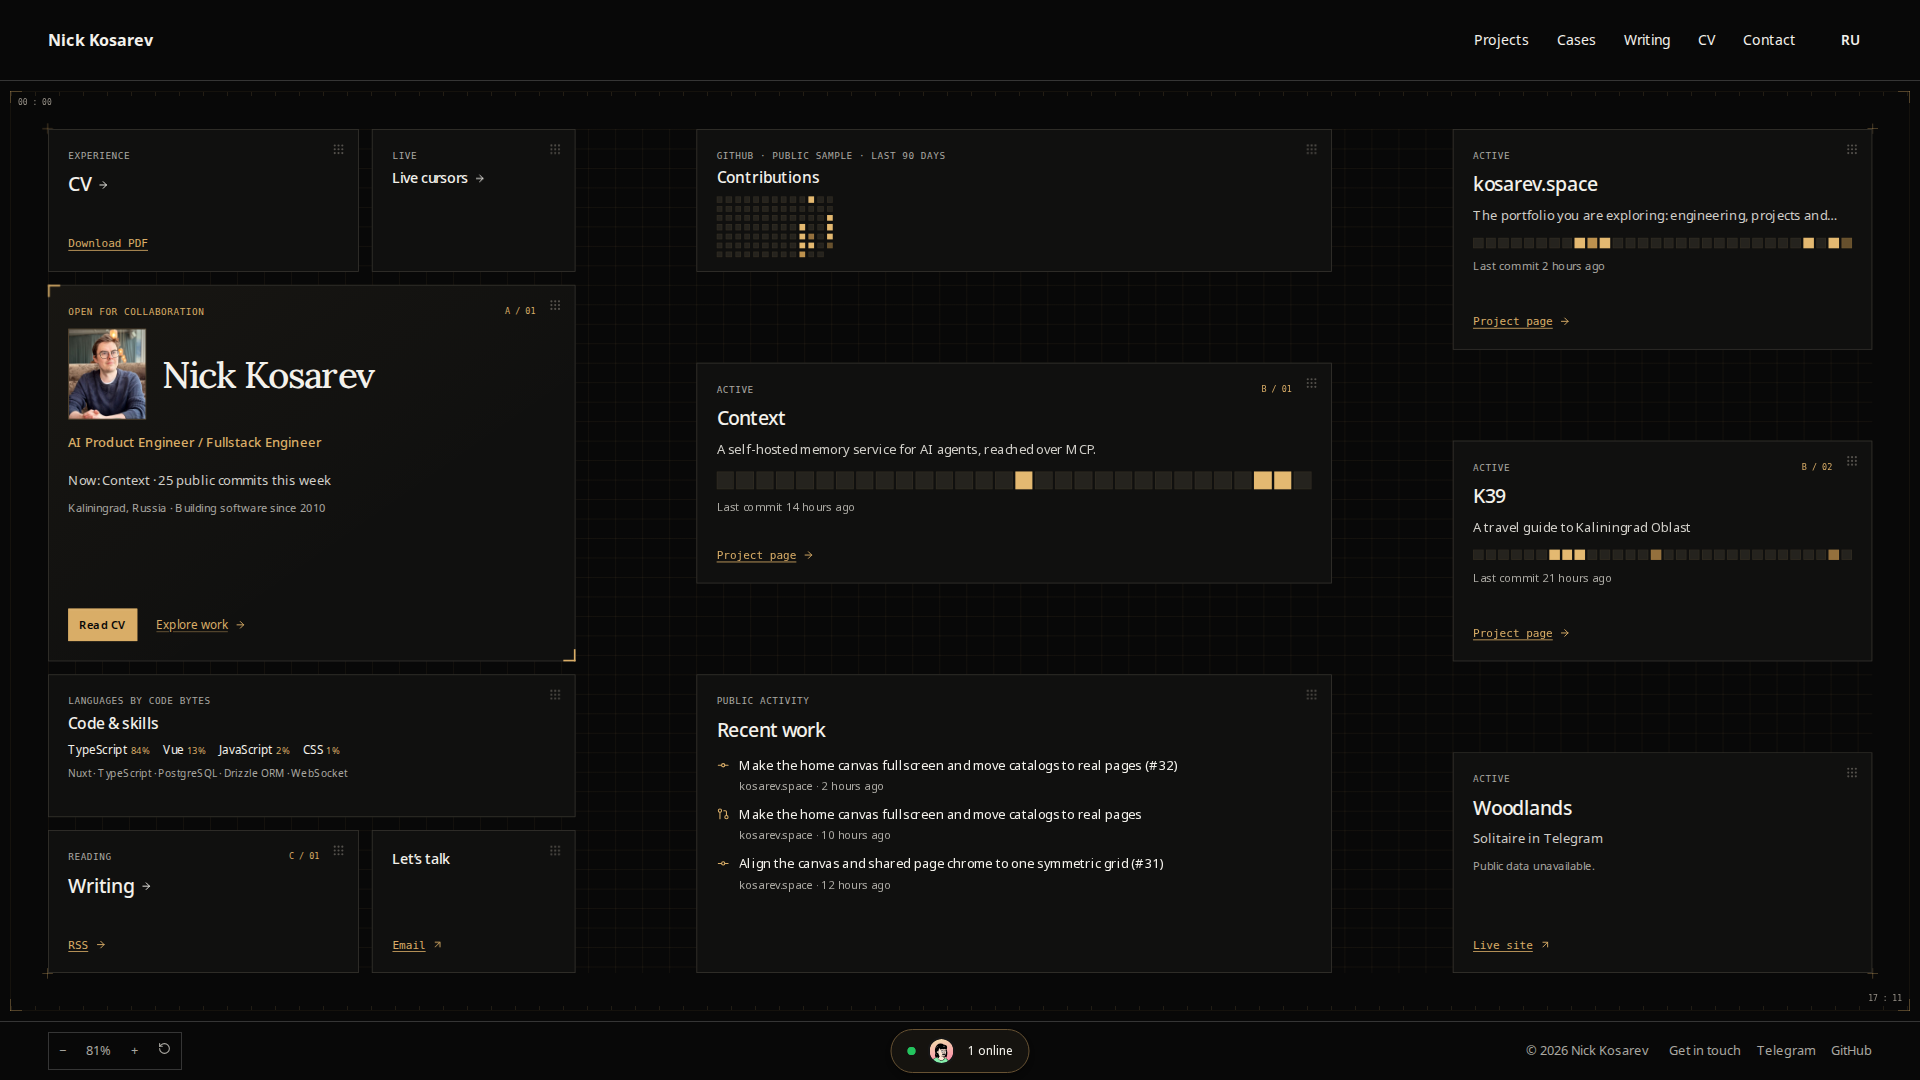 Nick Kosarev
Projects Cases Writing CV Contact RU
00 : 00
EXPERIENCE
CV →
Download PDF
LIVE
Live cursors →
GITHUB · PUBLIC SAMPLE · LAST 90 DAYS
Contributions
ACTIVE
kosarev.space
The portfolio you are exploring: engineering, projects and...
Last commit 2 hours ago
Project page →
OPEN FOR COLLABORATION
A / 01
Nick Kosarev
AI Product Engineer / Fullstack Engineer
Now: Context · 25 public commits this week
Kaliningrad, Russia · Building software since 2010
Read CV
Explore work →
ACTIVE
B / 01
Context
A self-hosted memory service for AI agents, reached over MCP.
Last commit 14 hours ago
Project page →
ACTIVE
B / 02
K39
A travel guide to Kaliningrad Oblast
Last commit 21 hours ago
Project page →
LANGUAGES BY CODE BYTES
Code & skills
TypeScript 84% Vue 13% JavaScript 2% CSS 1%
Nuxt · TypeScript · PostgreSQL · Drizzle ORM · WebSocket
PUBLIC ACTIVITY
Recent work
Make the home canvas fullscreen and move catalogs to real pages (#32)
kosarev.space · 2 hours ago
Make the home canvas fullscreen and move catalogs to real pages
kosarev.space · 10 hours ago
Align the canvas and shared page chrome to one symmetric grid (#31)
kosarev.space · 12 hours ago
ACTIVE
Woodlands
Solitaire in Telegram
Public data unavailable.
Live site ↗
READING
C / 01
Writing →
RSS →
Let's talk
Email ↗
17 : 11
− 81% +
1 online
© 2026 Nick Kosarev Get in touch Telegram GitHub